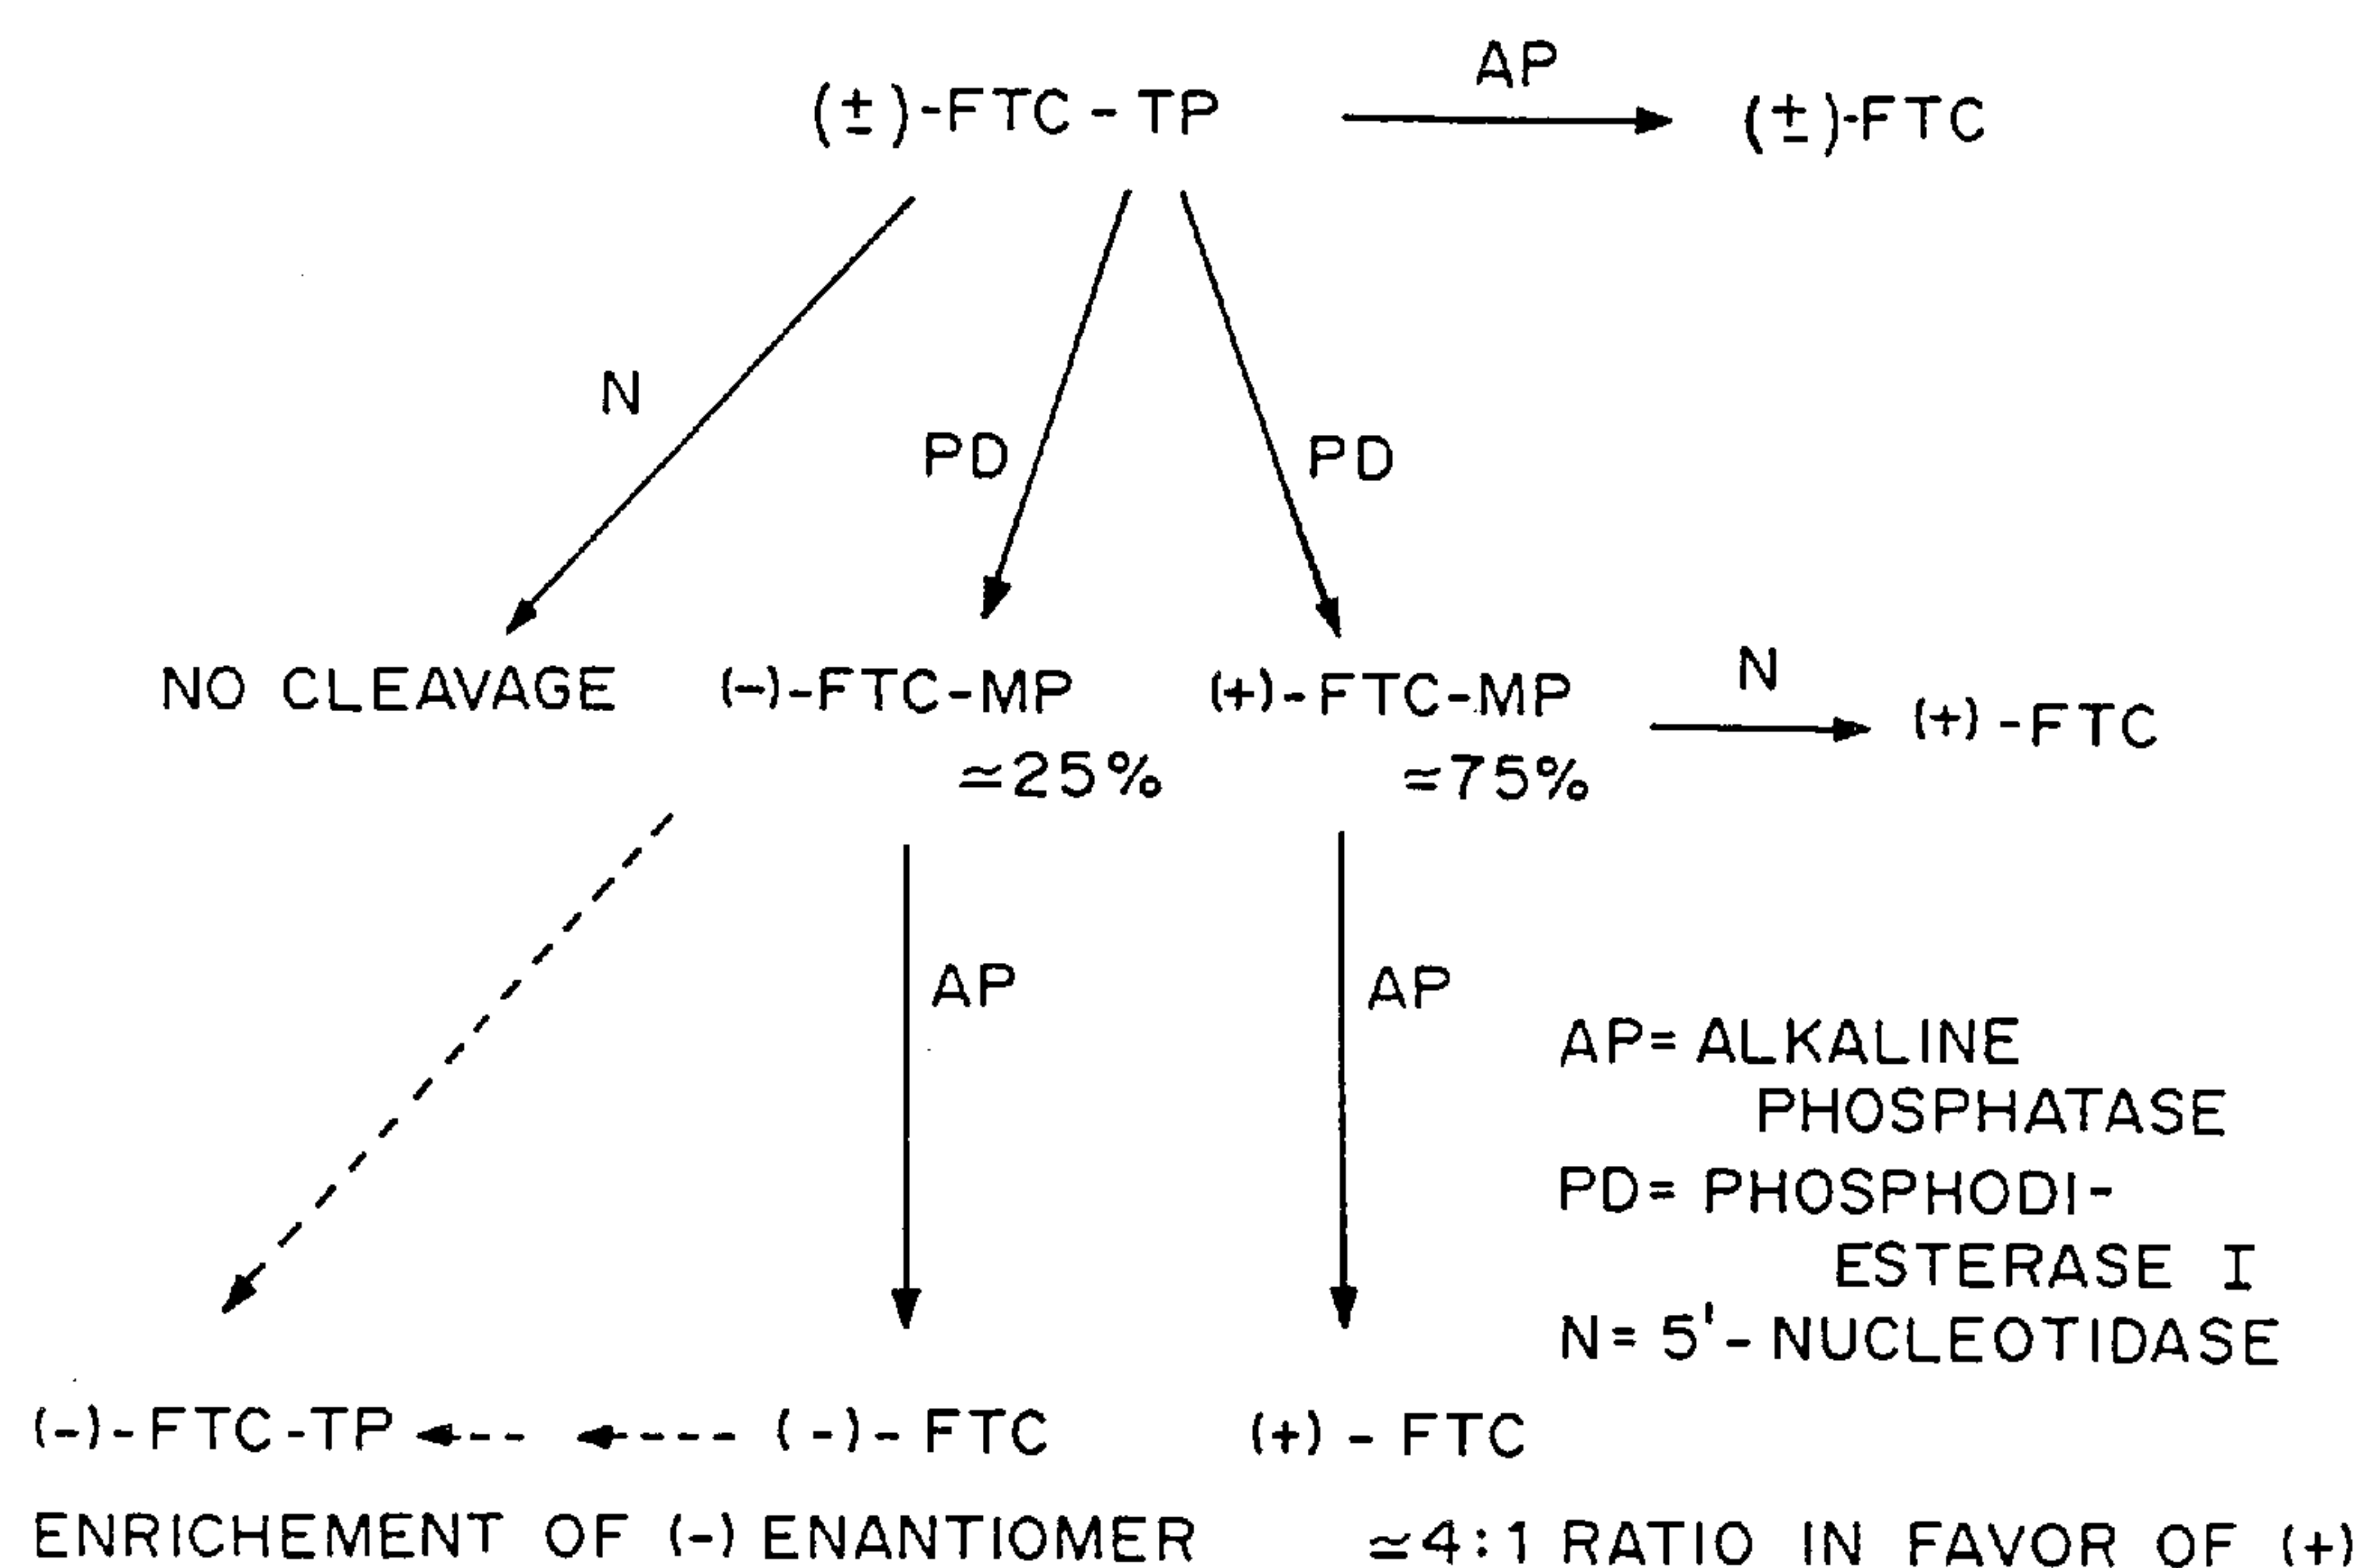 AP
(±)-FTC-TP
(±)-FTC
N
PD
PD
NO CLEAVAGE
(-)-FTC-MP
(+)-FTC-MP
N
(+)-FTC
≃25%
≈75%
AP
AP
AP= ALKALINE
PHOSPHATASE
PD= PHOSPHODI-
ESTERASE I
N= 5'-NUCLEOTIDASE
(-)-FTC-TP
(-)-FTC
(+)-FTC
ENRICHEMENT OF (-) ENANTIOMER
≃4:1 RATIO IN FAVOR OF (+)